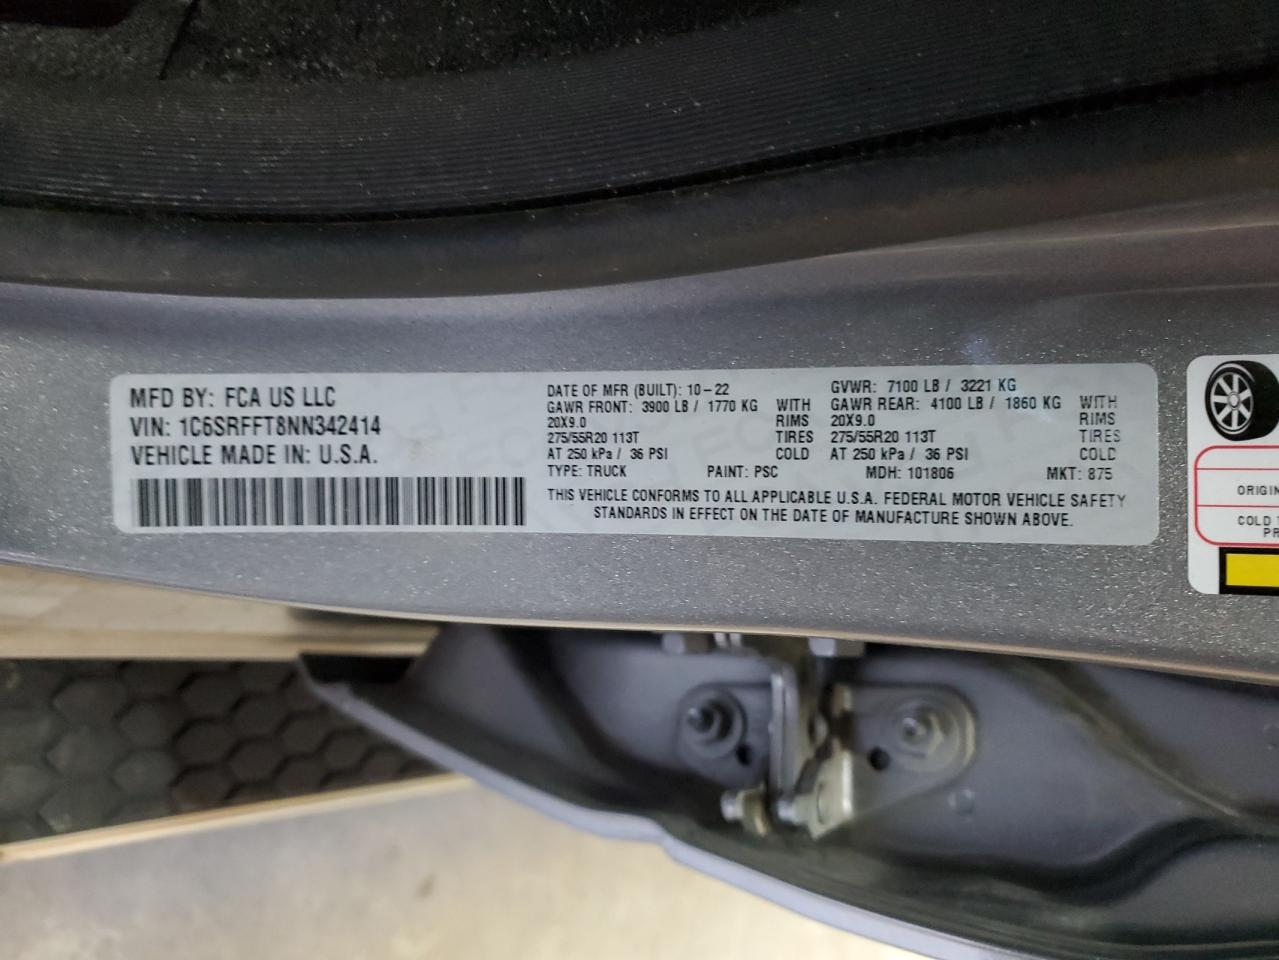 MFD BY: FCA US LLC
VIN: 1C6SRFFT8NN342414
VEHICLE MADE IN: U.S.A.
DATE OF MFR (BUILT): 10-22 GVWR: 7100 LB / 3221 KG
GAWR FRONT: 3900 LB / 1770 KG WITH GAWR REAR: 4100 LB / 1860 KG WITH
20X9.0 RIMS 20X9.0 RIMS
275/55R20 113T TIRES 275/55R20 113T TIRES
AT 250 kPa / 36 PSI COLD AT 250 kPa / 36 PSI COLD
TYPE: TRUCK PAINT: PSC MDH: 101806 MKT: 875
THIS VEHICLE CONFORMS TO ALL APPLICABLE U.S.A. FEDERAL MOTOR VEHICLE SAFETY
STANDARDS IN EFFECT ON THE DATE OF MANUFACTURE SHOWN ABOVE.
ORIGIN
COLD
PR